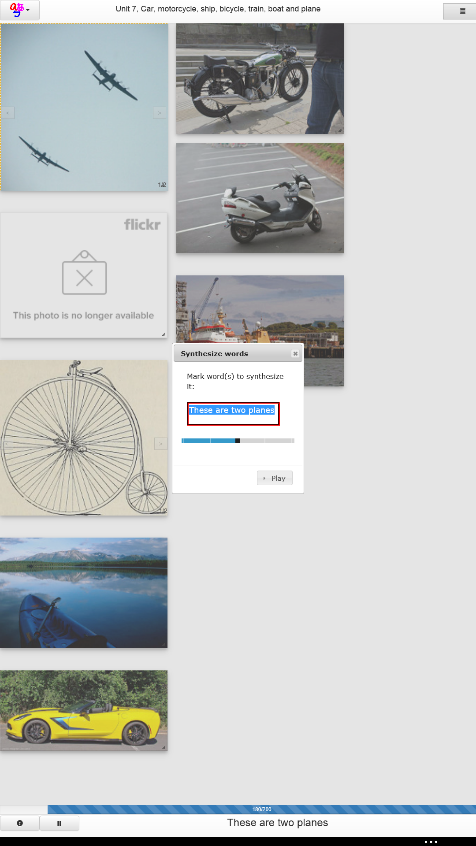 Unit 7, Car, motorcycle, ship, bicycle, train, boat and plane
flickr
This photo is no longer available
Synthesize words
Mark word(s) to synthesize
it:
These are two planes
Play
These are two planes